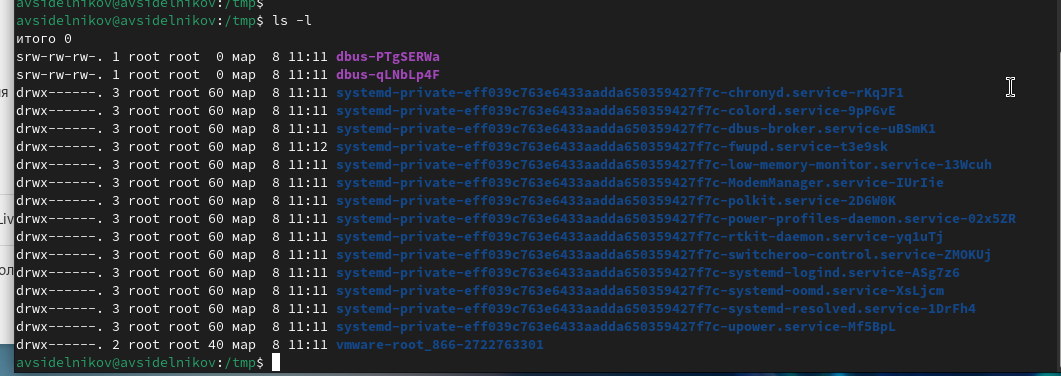 avsidelnikov@avsidelnikov:/tmp$
avsidelnikov@avsidelnikov:/tmp$ ls -l
итого 0
srw-rw-rw-. 1 root root  0 мар  8 11:11 dbus-PTgSERWa
srw-rw-rw-. 1 root root  0 мар  8 11:11 dbus-qLNbLp4F
drwx------. 3 root root 60 мар  8 11:11 systemd-private-eff039c763e6433aadda650359427f7c-chronyd.service-rKqJF1
drwx------. 3 root root 60 мар  8 11:11 systemd-private-eff039c763e6433aadda650359427f7c-colord.service-9pP6vE
drwx------. 3 root root 60 мар  8 11:11 systemd-private-eff039c763e6433aadda650359427f7c-dbus-broker.service-uBSmK1
drwx------. 3 root root 60 мар  8 11:12 systemd-private-eff039c763e6433aadda650359427f7c-fwupd.service-t3e9sk
drwx------. 3 root root 60 мар  8 11:11 systemd-private-eff039c763e6433aadda650359427f7c-low-memory-monitor.service-13Wcuh
drwx------. 3 root root 60 мар  8 11:11 systemd-private-eff039c763e6433aadda650359427f7c-ModemManager.service-IUrIie
drwx------. 3 root root 60 мар  8 11:11 systemd-private-eff039c763e6433aadda650359427f7c-polkit.service-2D6W0K
drwx------. 3 root root 60 мар  8 11:11 systemd-private-eff039c763e6433aadda650359427f7c-power-profiles-daemon.service-02x5ZR
drwx------. 3 root root 60 мар  8 11:11 systemd-private-eff039c763e6433aadda650359427f7c-rtkit-daemon.service-yq1uTj
drwx------. 3 root root 60 мар  8 11:11 systemd-private-eff039c763e6433aadda650359427f7c-switcheroo-control.service-ZMOKUj
drwx------. 3 root root 60 мар  8 11:11 systemd-private-eff039c763e6433aadda650359427f7c-systemd-logind.service-ASg7z6
drwx------. 3 root root 60 мар  8 11:11 systemd-private-eff039c763e6433aadda650359427f7c-systemd-oomd.service-XsLjcm
drwx------. 3 root root 60 мар  8 11:11 systemd-private-eff039c763e6433aadda650359427f7c-systemd-resolved.service-1DrFh4
drwx------. 3 root root 60 мар  8 11:11 systemd-private-eff039c763e6433aadda650359427f7c-upower.service-Mf5BpL
drwx------. 2 root root 40 мар  8 11:11 vmware-root_866-2722763301
avsidelnikov@avsidelnikov:/tmp$